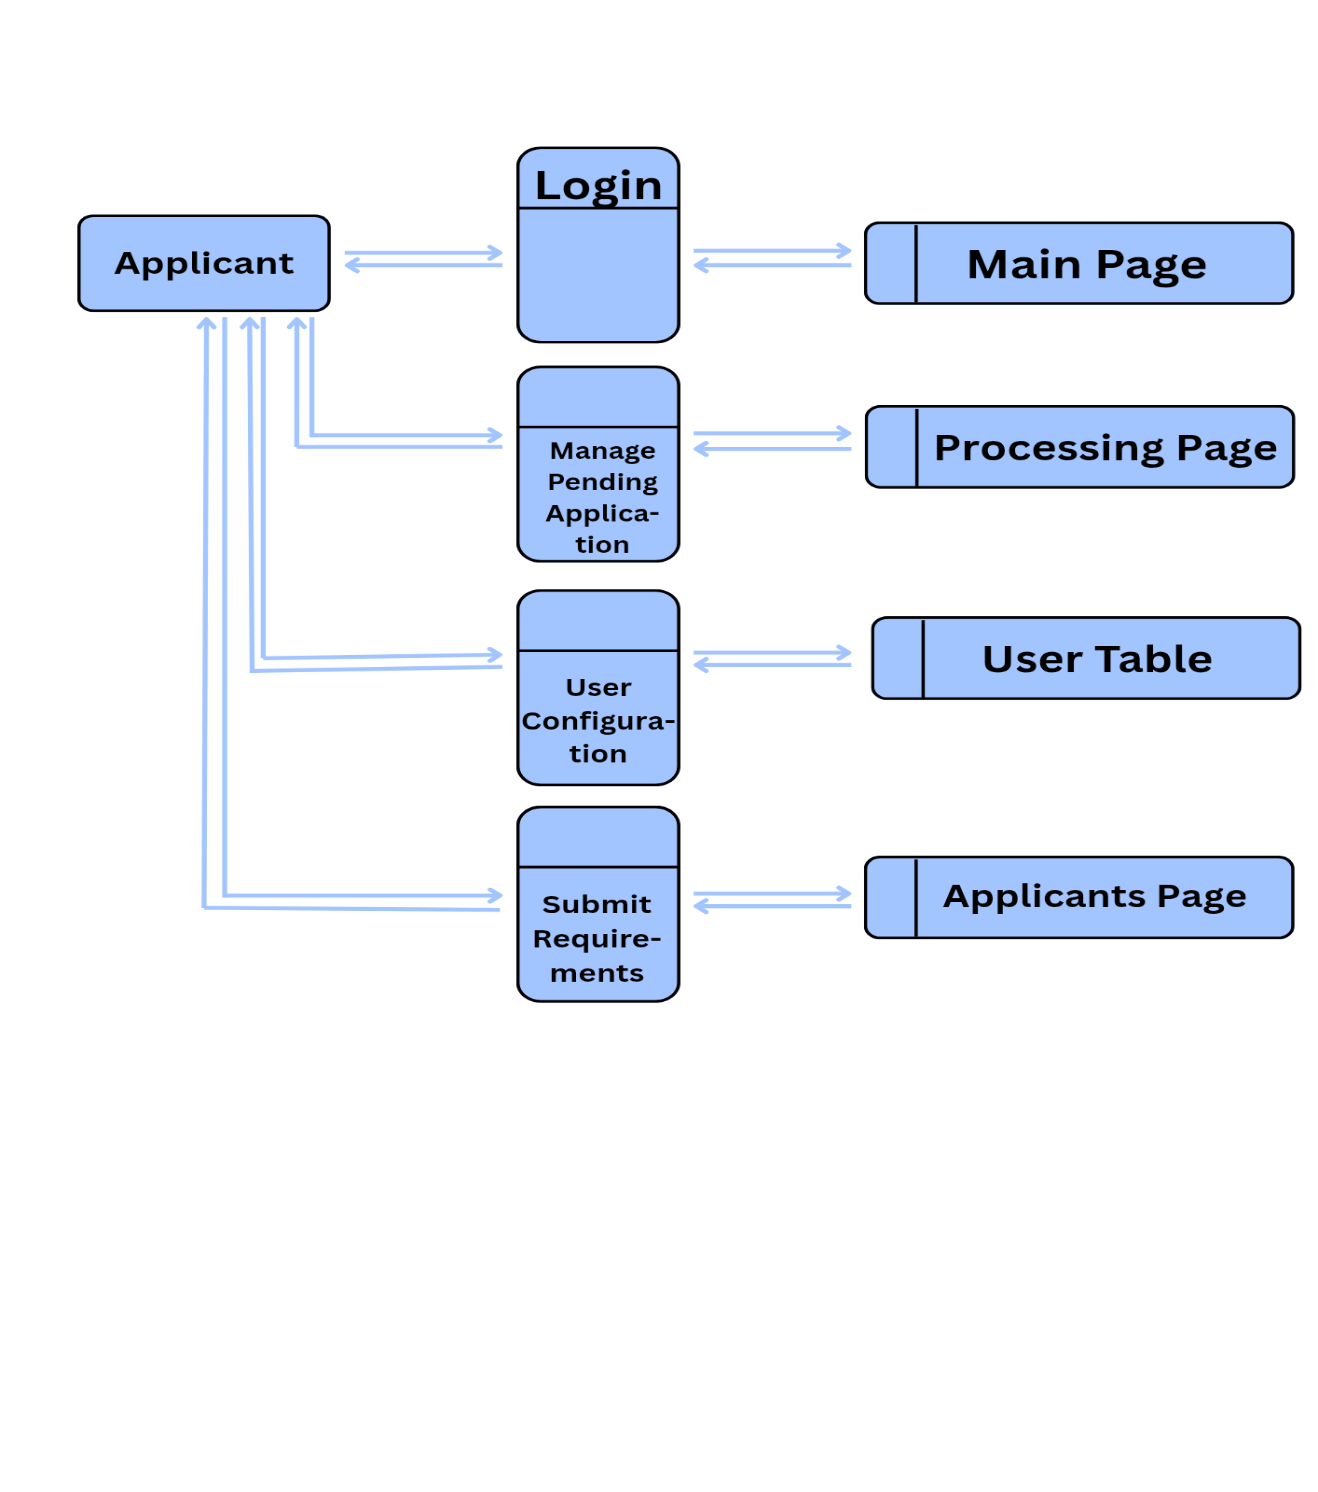 Login
Applicant
Main Page
Manage
Pending
Applica-
tion
Processing Page
User
Configura-
tion
User Table
Submit
Require-
ments
Applicants Page